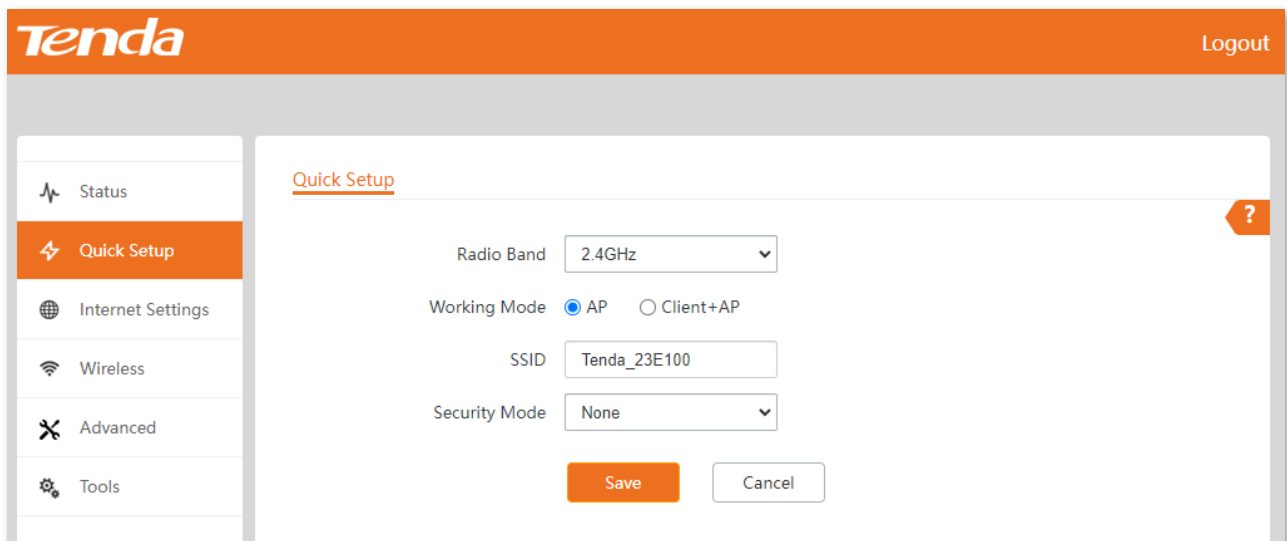 Tenda
Logout
Status
Quick Setup
Internet Settings
Wireless
Advanced
Tools
Quick Setup
?
Radio Band 2.4GHz
Working Mode AP Client+AP
SSID Tenda_23E100
Security Mode None
Save Cancel